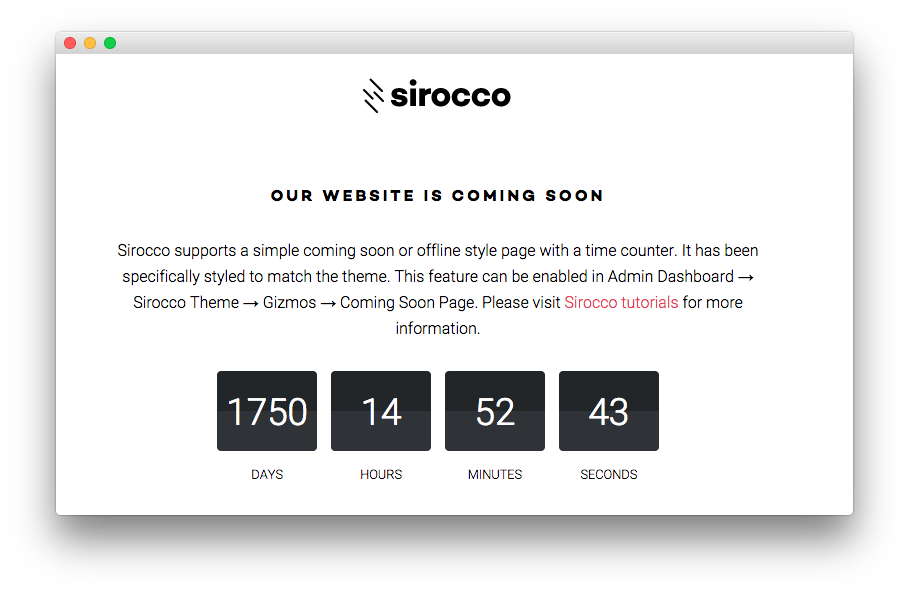 sirocco
OUR WEBSITE IS COMING SOON
Sirocco supports a simple coming soon or offline style page with a time counter. It has been
specifically styled to match the theme. This feature can be enabled in Admin Dashboard →
Sirocco Theme → Gizmos → Coming Soon Page. Please visit Sirocco tutorials for more
information.
1750 14 52 43
DAYS HOURS MINUTES SECONDS